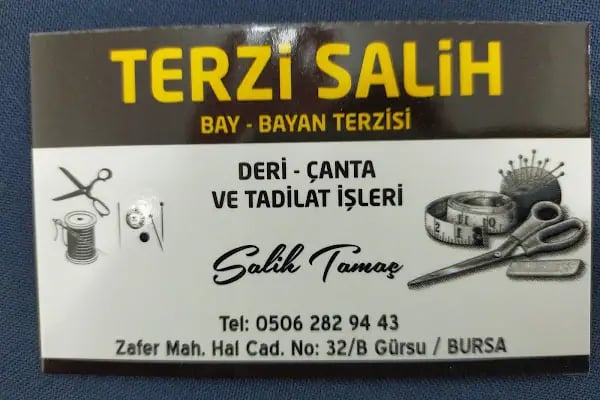 TERZİ SALİH
BAY - BAYAN TERZİSİ
DERİ - ÇANTA
VE TADİLAT İŞLERİ
Salih Tamaç
Tel: 0506 282 94 43
Zafer Mah. Hal Cad. No: 32/B Gürsu / BURSA